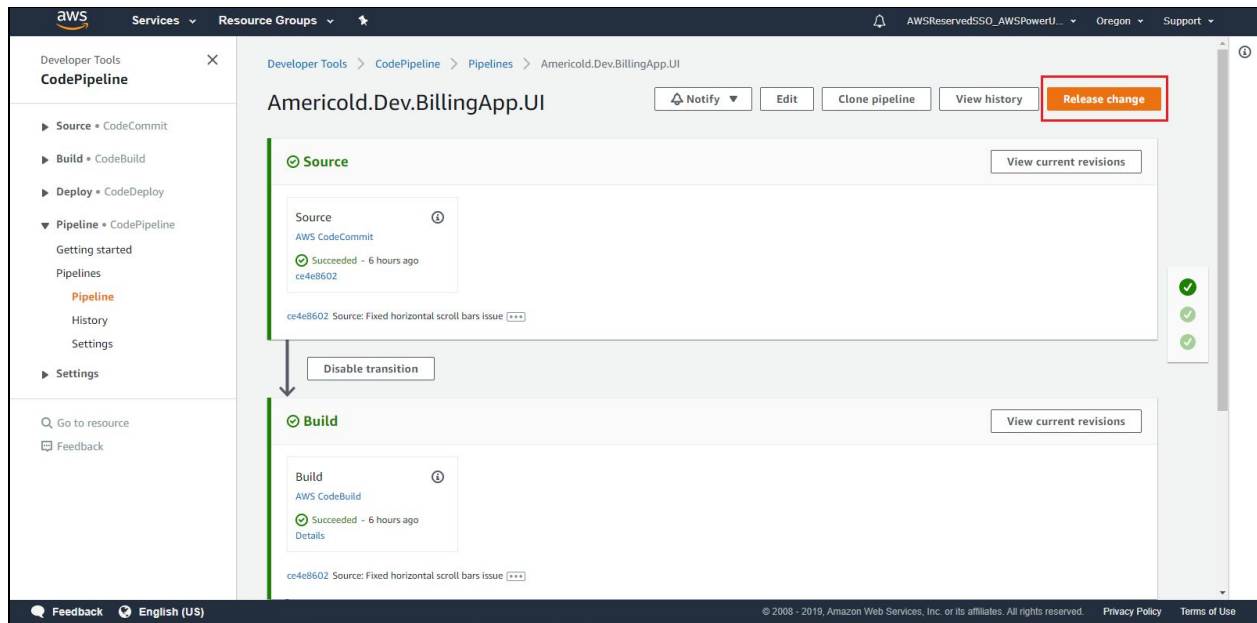 aws Services Resource Groups AWSReservedSSO_AWSPowerU... Oregon Support
Developer Tools
CodePipeline
Source • CodeCommit
Build • CodeBuild
Deploy • CodeDeploy
Pipeline • CodePipeline
Getting started
Pipelines
Pipeline
History
Settings
Settings
Go to resource
Feedback
Developer Tools > CodePipeline > Pipelines > Americold.Dev.BillingApp.UI
Americold.Dev.BillingApp.UI Notify Edit Clone pipeline View history Release change
Source View current revisions
Source
AWS CodeCommit
Succeeded - 6 hours ago
ce4e8602
ce4e8602 Source: Fixed horizontal scroll bars issue
Disable transition
Build View current revisions
Build
AWS CodeBuild
Succeeded - 6 hours ago
Details
ce4e8602 Source: Fixed horizontal scroll bars issue
Feedback English (US) © 2008 - 2019, Amazon Web Services, Inc. or its affiliates. All rights reserved. Privacy Policy Terms of Use